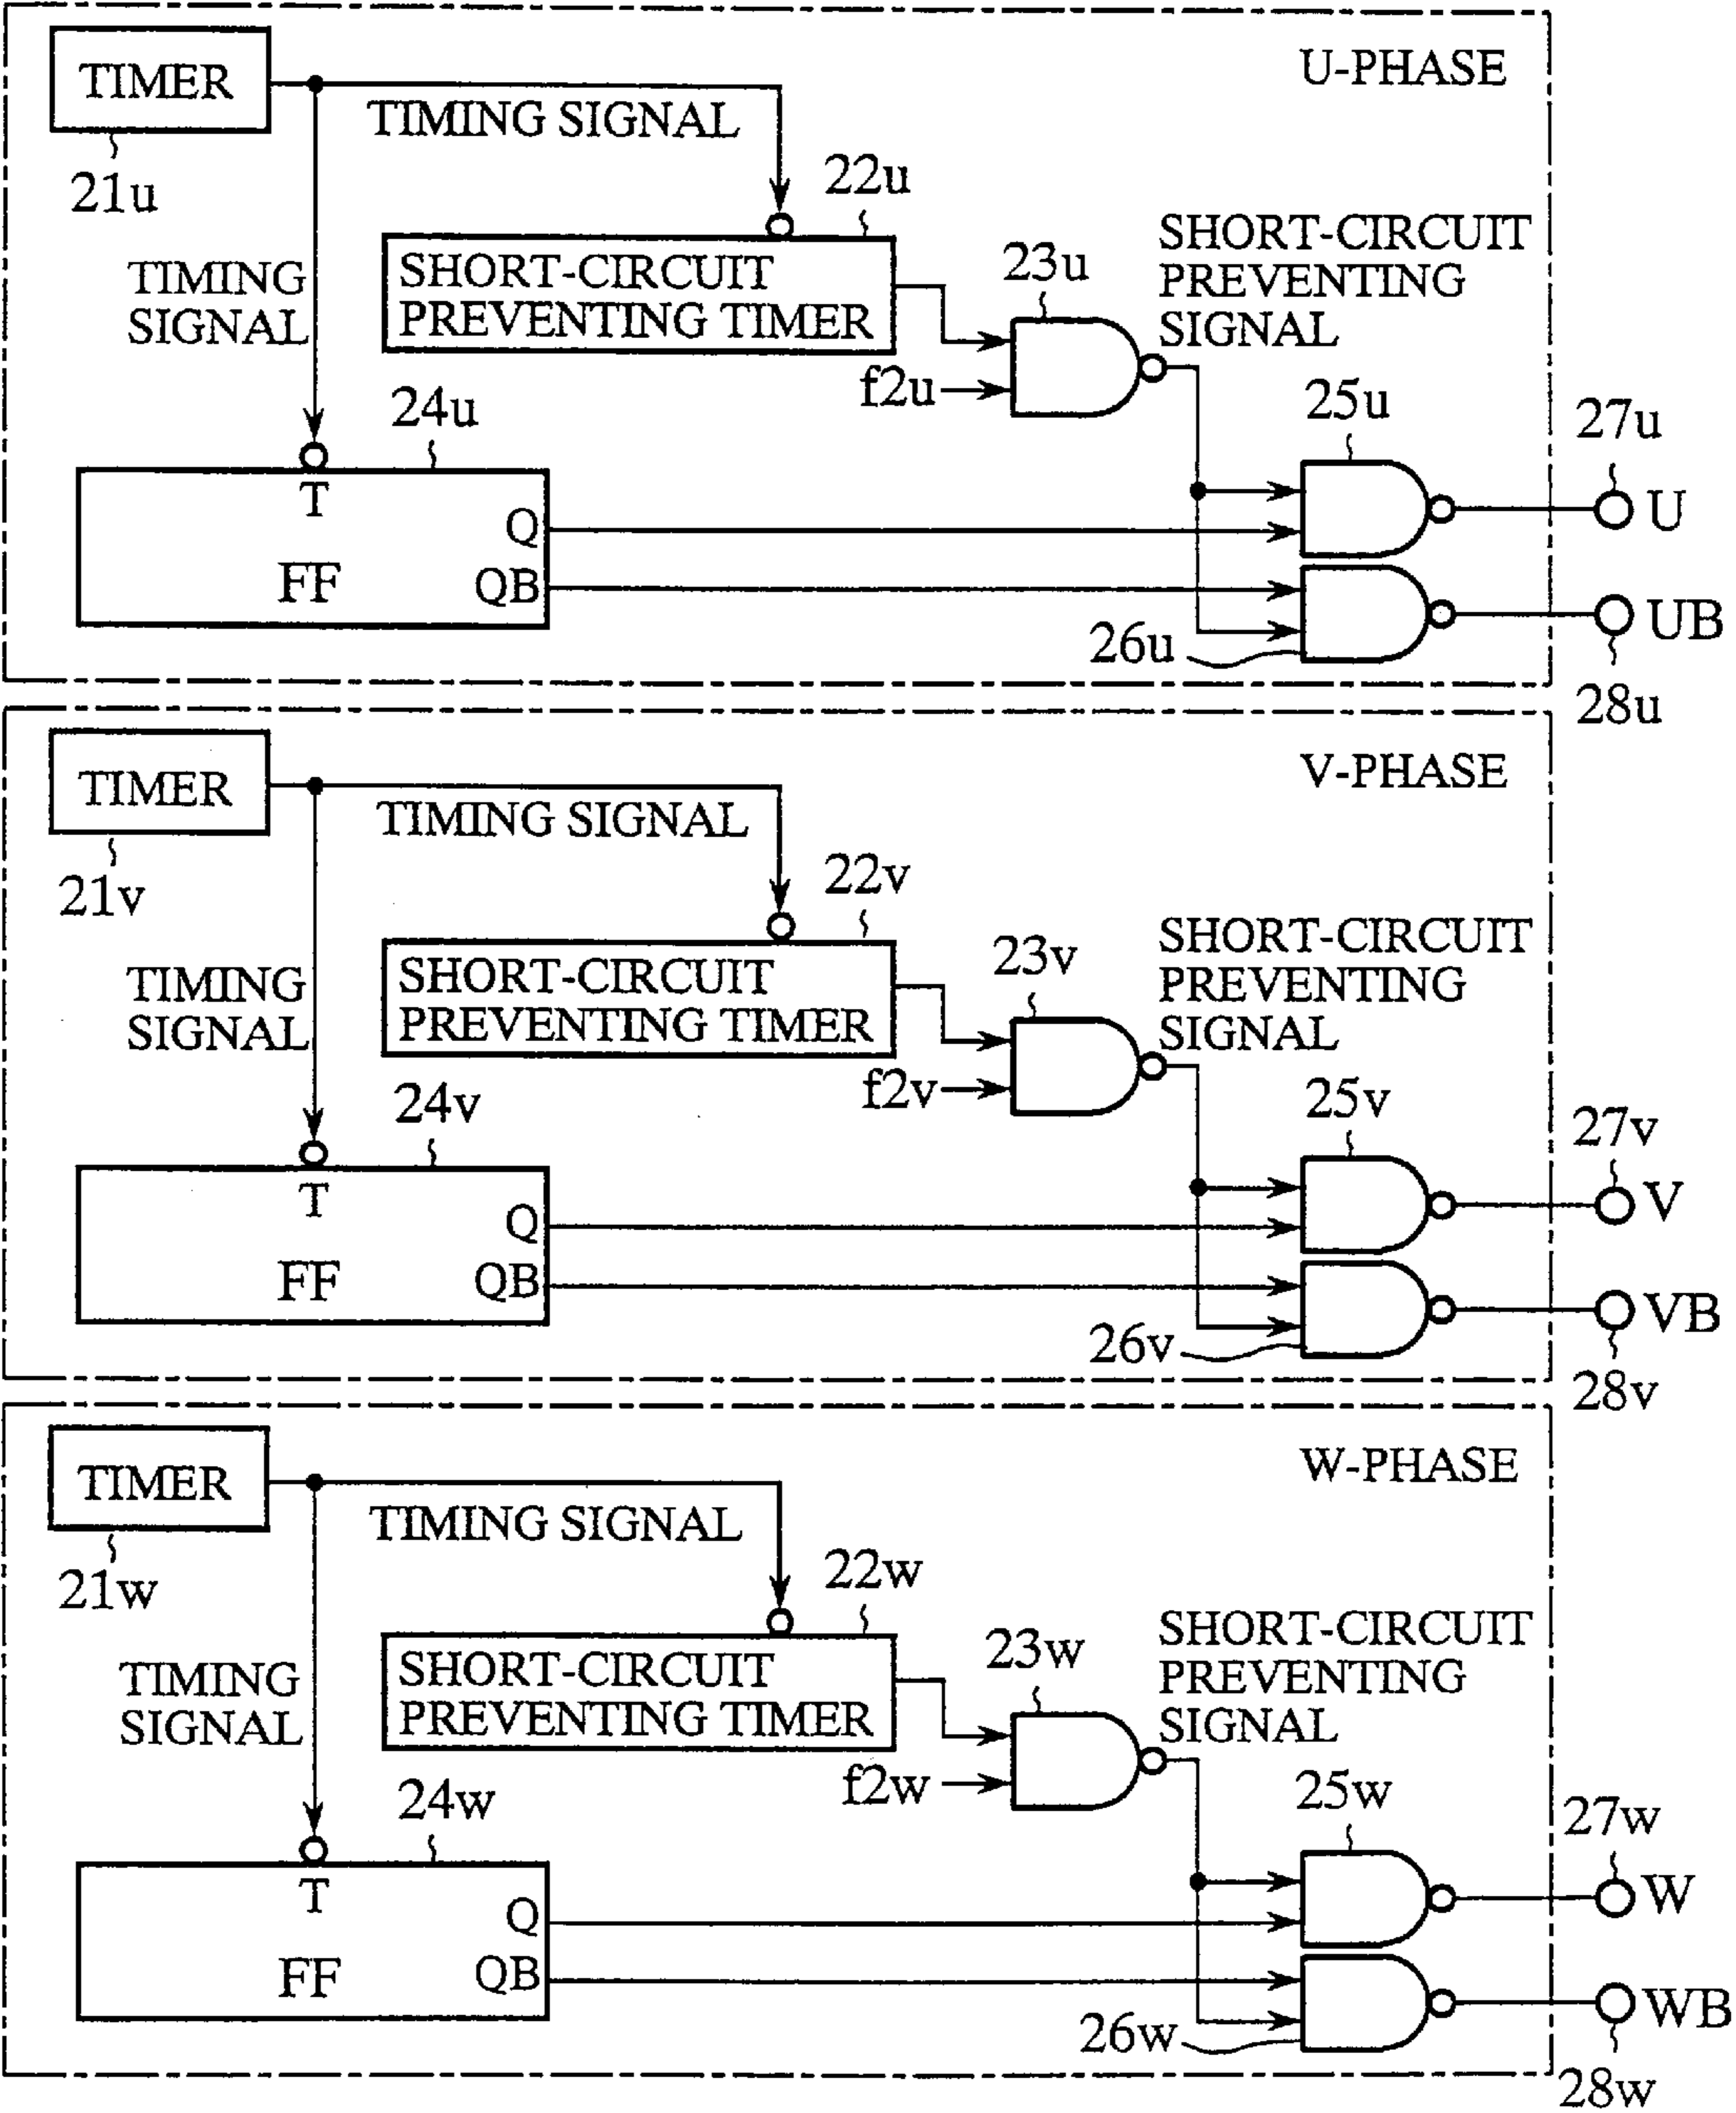 U-PHASE
TIMER
TIMING SIGNAL
21u
22u
SHORT-CIRCUIT
PREVENTING TIMER
TIMING
SIGNAL
23u
SHORT-CIRCUIT
PREVENTING
SIGNAL
f2u
24u
25u
27u
T
Q
U
FF
QB
UB
26u
28u
V-PHASE
TIMER
TIMING SIGNAL
21v
22v
SHORT-CIRCUIT
PREVENTING TIMER
TIMING
SIGNAL
23v
SHORT-CIRCUIT
PREVENTING
SIGNAL
f2v
24v
25v
27v
T
Q
V
FF
QB
VB
26v
28v
W-PHASE
TIMER
TIMING SIGNAL
21w
22w
SHORT-CIRCUIT
PREVENTING TIMER
TIMING
SIGNAL
23w
SHORT-CIRCUIT
PREVENTING
SIGNAL
f2w
24w
25w
27w
T
Q
W
FF
QB
WB
26w
28w